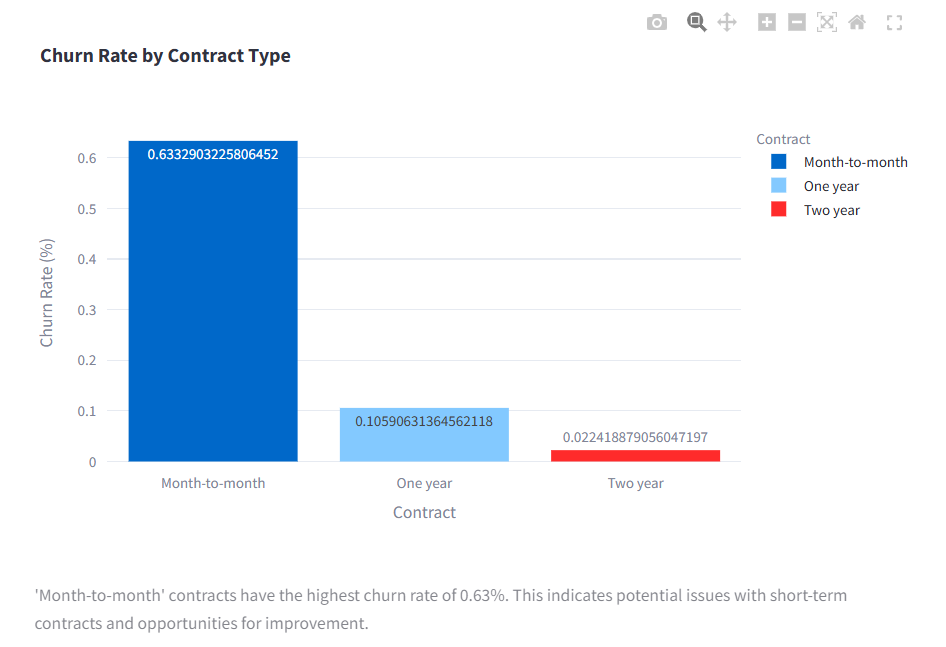 Churn Rate by Contract Type
Contract
Month-to-month
One year
Two year
0.6
0.5
0.4
0.3
0.2
0.1
0
Churn Rate (%)
0.6332903225806452
0.10590631364562118
0.022418879056047197
Month-to-month
One year
Two year
Contract
'Month-to-month' contracts have the highest churn rate of 0.63%. This indicates potential issues with short-term
contracts and opportunities for improvement.